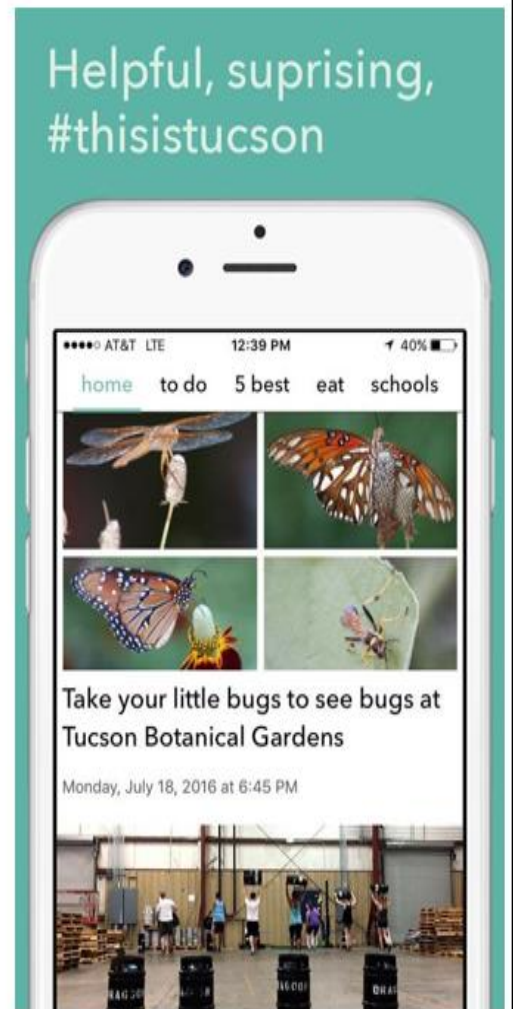 Helpful, suprising,
#thisistucson
AT&T LTE 12:39 PM 40%
home to do 5 best eat schools
Take your little bugs to see bugs at
Tucson Botanical Gardens
Monday, July 18, 2016 at 6:45 PM
DRAGOON